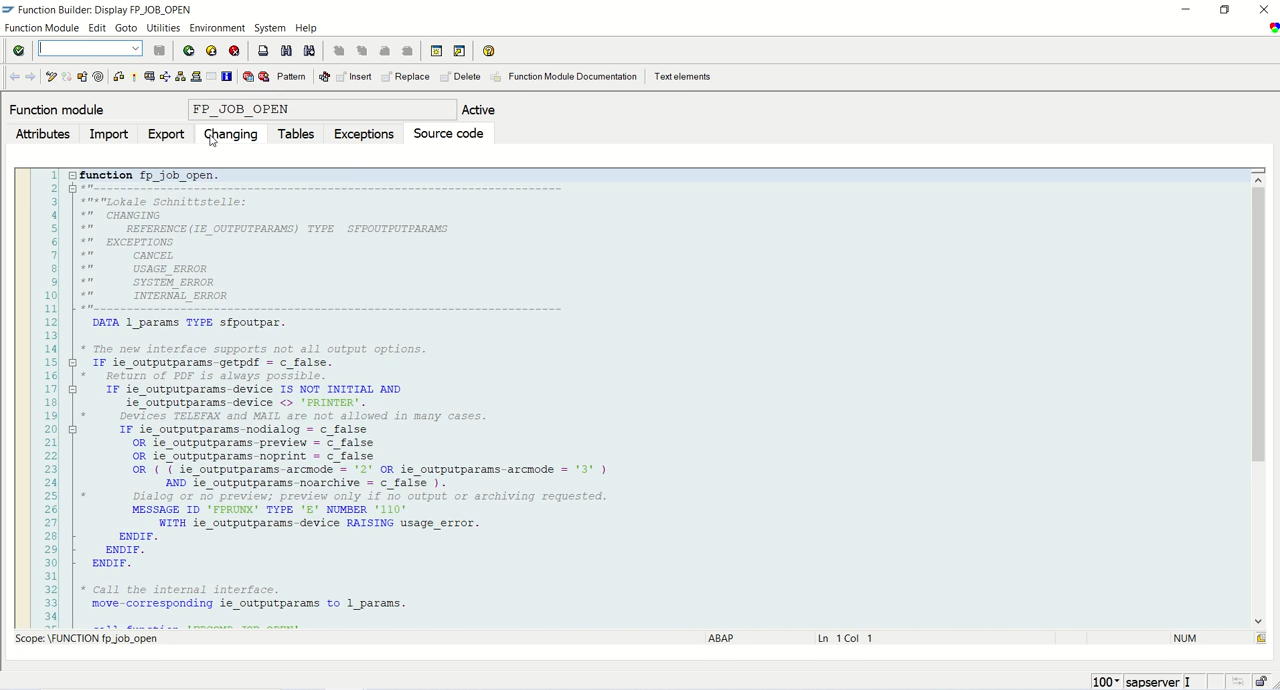 Function Builder: Display FP_JOB_OPEN
Function Module Edit Goto Utilities Environment System Help
Pattern Insert Replace Delete Function Module Documentation Text elements
Function module FP_JOB_OPEN Active
Attributes Import Export Changing Tables Exceptions Source code
1 function fp_job_open.
2 *"----------------------------------------------------------------------
3 *"*"Lokale Schnittstelle:
4 *" CHANGING
5 *" REFERENCE(IE_OUTPUTPARAMS) TYPE SFPOUTPUTPARAMS
6 *" EXCEPTIONS
7 *" CANCEL
8 *" USAGE_ERROR
9 *" SYSTEM_ERROR
10 *" INTERNAL_ERROR
11 *"----------------------------------------------------------------------
12 DATA l_params TYPE sfpoutpar.
13
14 * The new interface supports not all output options.
15 IF ie_outputparams-getpdf = c_false.
16 * Return of PDF is always possible.
17 IF ie_outputparams-device IS NOT INITIAL AND
18 ie_outputparams-device <> 'PRINTER'.
19 * Devices TELEFAX and MAIL are not allowed in many cases.
20 IF ie_outputparams-nodialog = c_false
21 OR ie_outputparams-preview = c_false
22 OR ie_outputparams-noprint = c_false
23 OR ( ( ie_outputparams-arcmode = '2' OR ie_outputparams-arcmode = '3' )
24 AND ie_outputparams-noarchive = c_false ).
25 * Dialog or no preview; preview only if no output or archiving requested.
26 MESSAGE ID 'FPRUNX' TYPE 'E' NUMBER '110'
27 WITH ie_outputparams-device RAISING usage_error.
28 ENDIF.
29 ENDIF.
30 ENDIF.
31
32 * Call the internal interface.
33 move-corresponding ie_outputparams to l_params.
34
Scope: \FUNCTION fp_job_open ABAP Ln 1 Col 1 NUM
100 sapserver